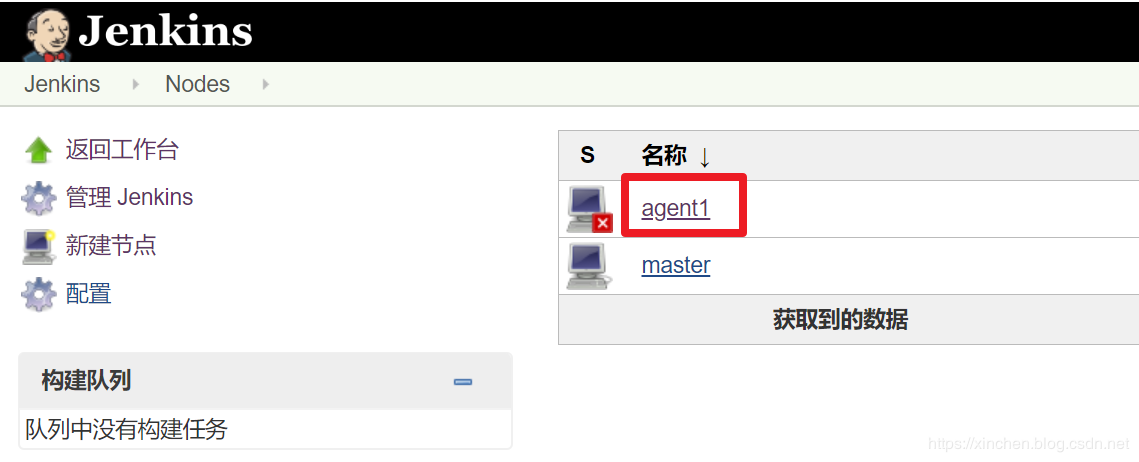 Jenkins
Jenkins Nodes
返回工作台
管理 Jenkins
新建节点
配置
构建队列
队列中没有构建任务
S 名称 ↓
agent1
master
获取到的数据
https://xinchen.blog.csdn.net